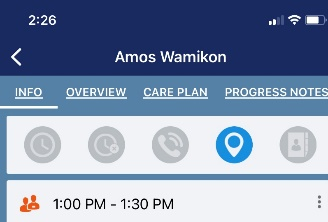 2:26
Amos Wamikon
INFO OVERVIEW CARE PLAN PROGRESS NOTES
1:00 PM - 1:30 PM